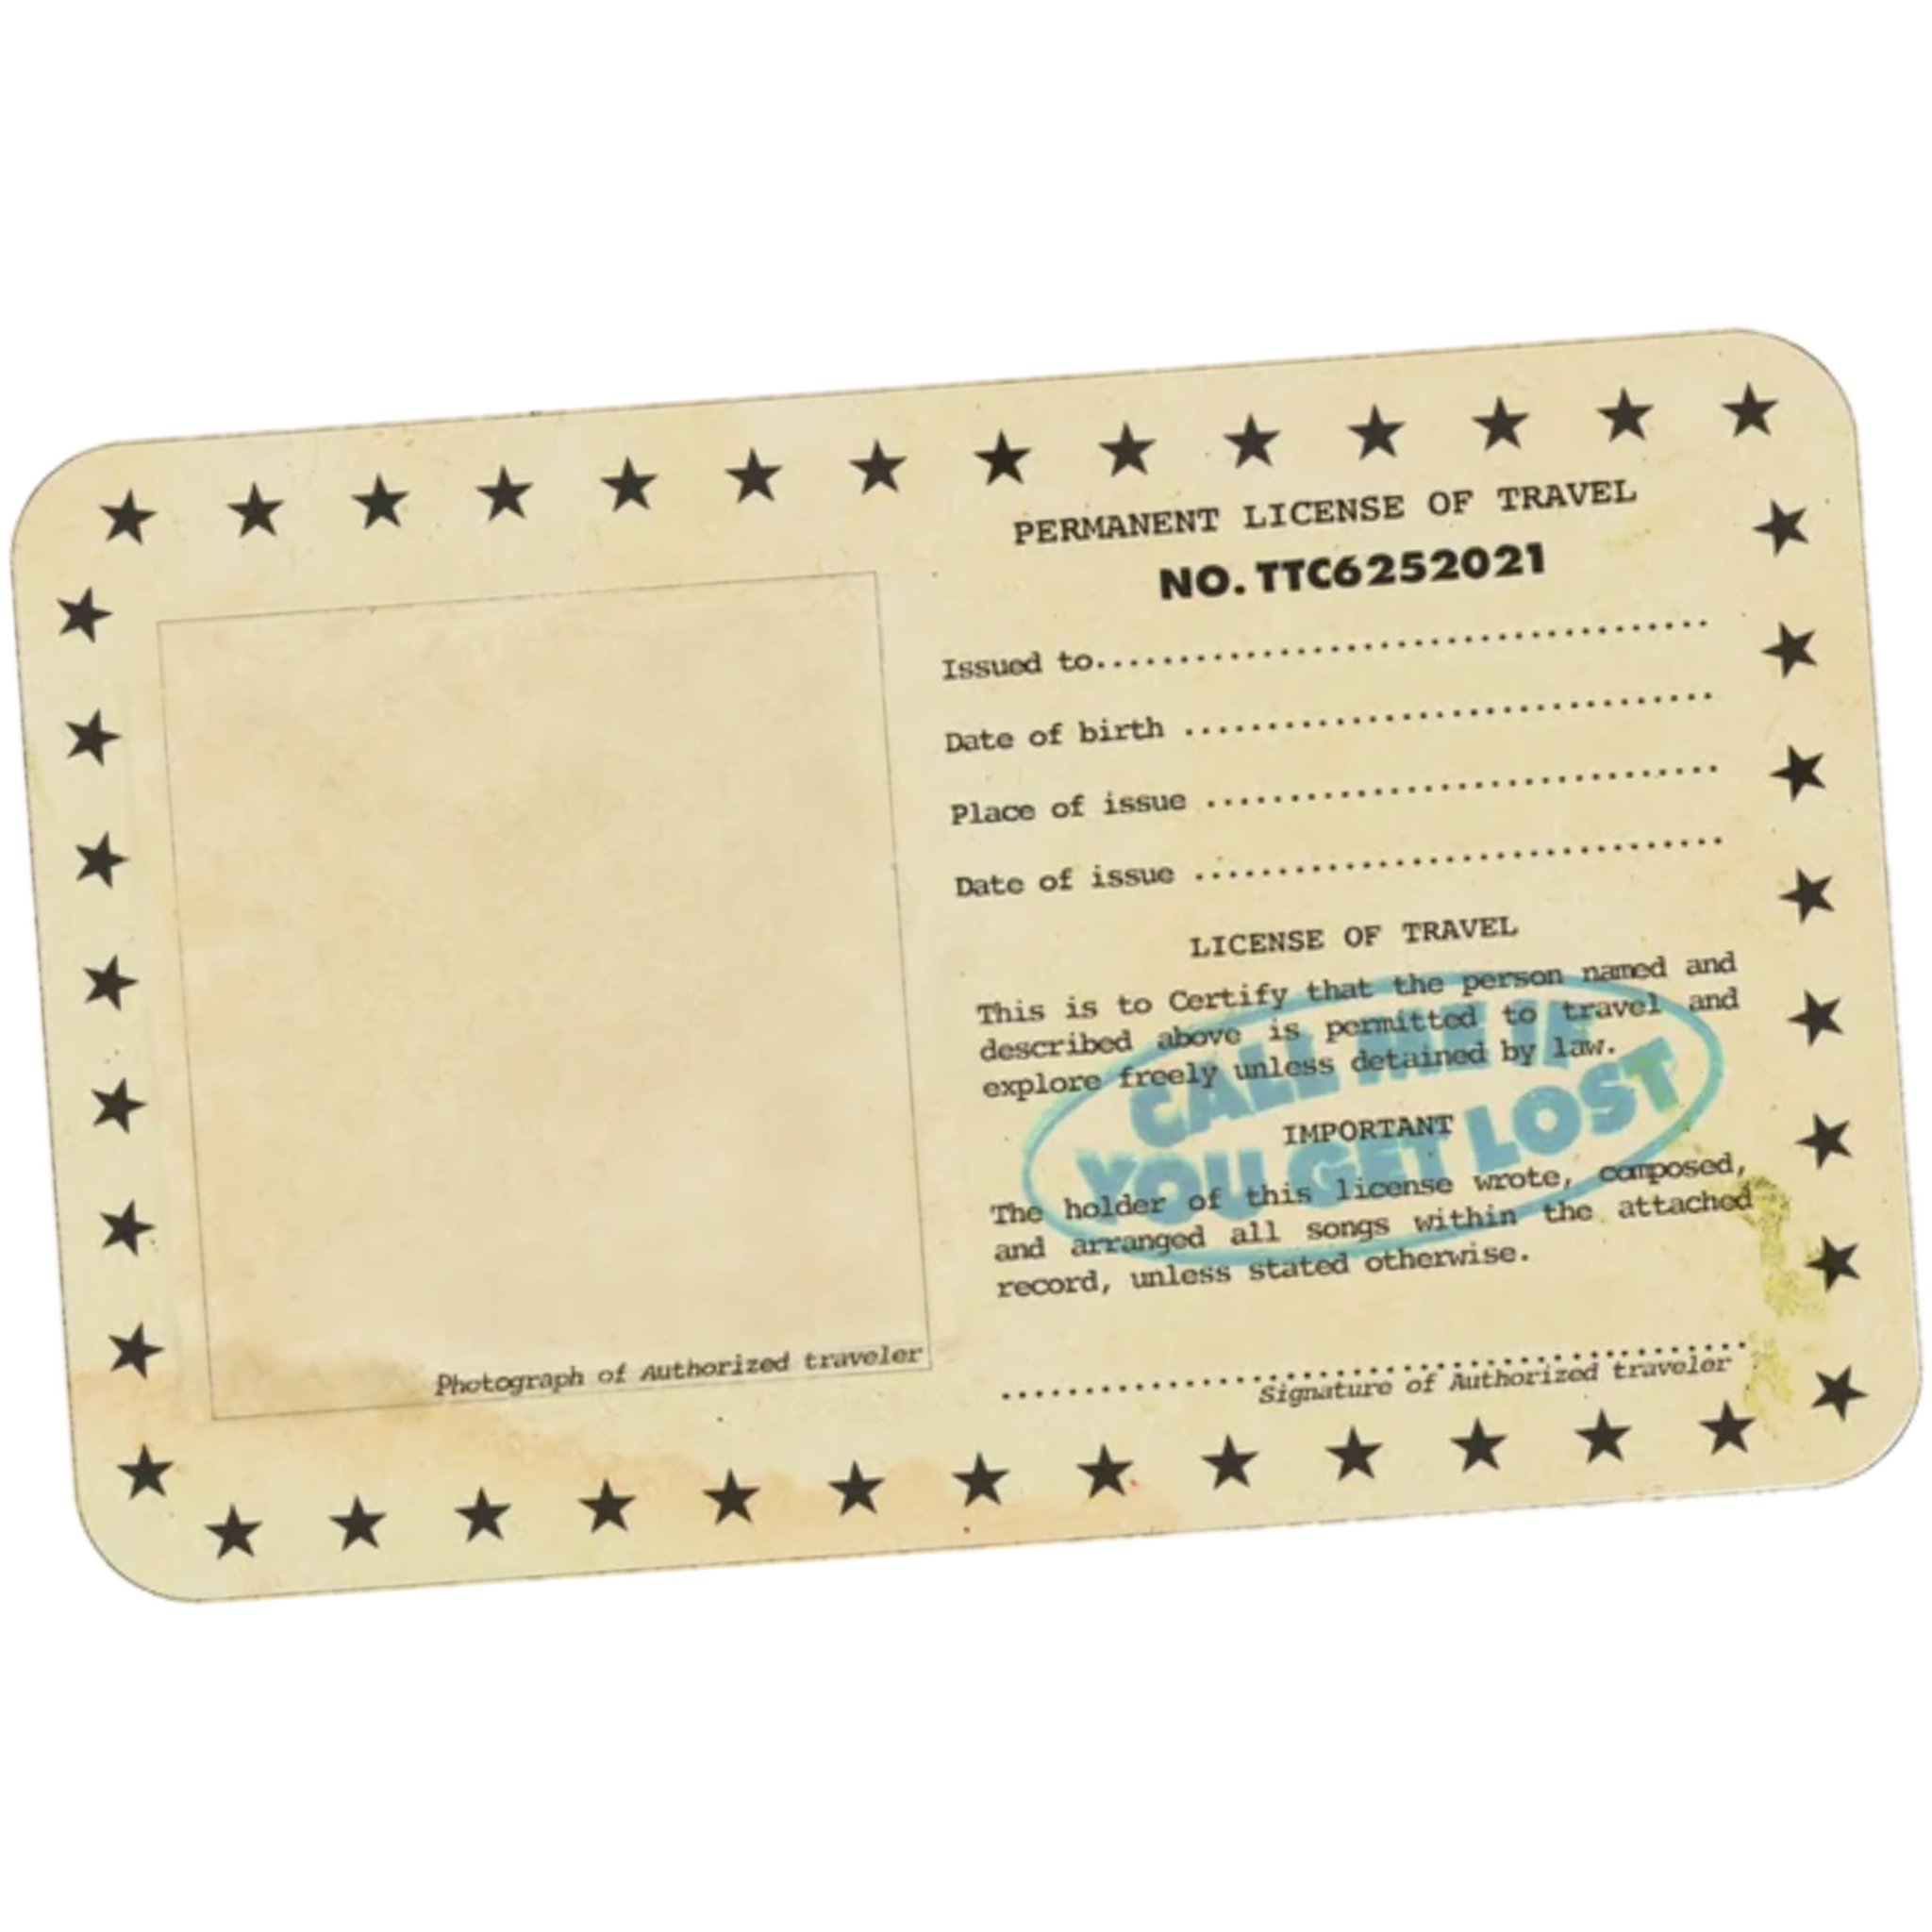 PERMANENT LICENSE OF TRAVEL
NO. TTC6252021
Issued to......................................
Date of birth .................................
Place of issue ................................
Date of issue .................................
LICENSE OF TRAVEL
This is to Certify that the person named and
described above is permitted to travel and
explore freely unless detained by law.
CALL ME IF
YOU GET LOST
IMPORTANT
The holder of this license wrote, composed,
and arranged all songs within the attached
record, unless stated otherwise.
Photograph of Authorized traveler
Signature of Authorized traveler